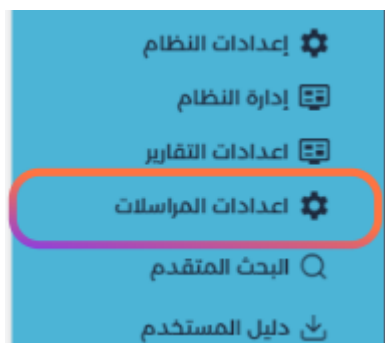 إعدادات النظام
إدارة النظام
اعدادات التقارير
اعدادات المراسلات
البحث المتقدم
دليل المستخدم